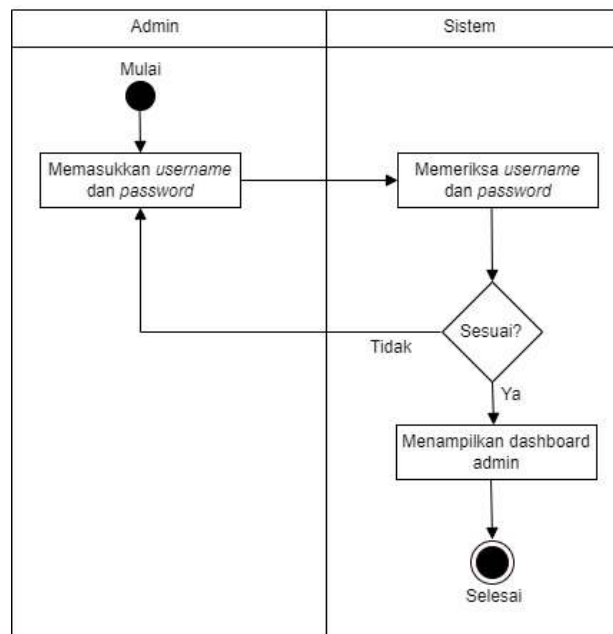 Admin
Sistem
Mulai
Memasukkan username
dan password
Memeriksa username
dan password
Sesuai?
Tidak
Ya
Menampilkan dashboard
admin
Selesai